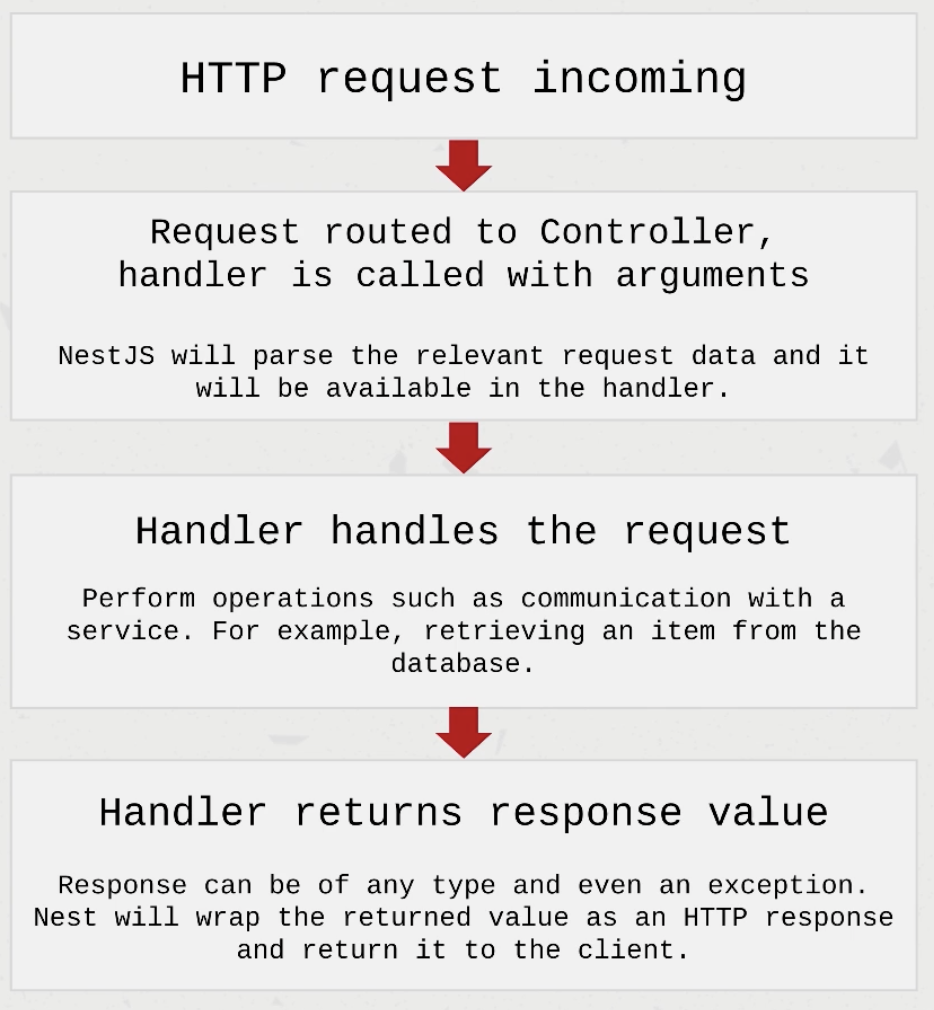 HTTP request incoming
Request routed to Controller,
handler is called with arguments
NestJS will parse the relevant request data and it
will be available in the handler.
Handler handles the request
Perform operations such as communication with a
service. For example, retrieving an item from the
database.
Handler returns response value
Response can be of any type and even an exception.
Nest will wrap the returned value as an HTTP response
and return it to the client.